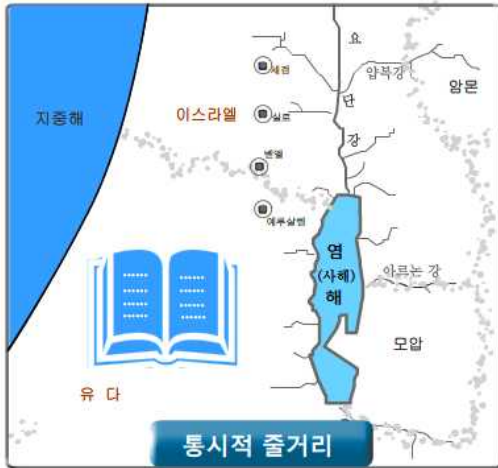 요
세겜
얍복강
암몬
지중해
이스라엘
실로
단
강
벧엘
예루살렘
염
(사해)
해
아르논 강
모압
유 다
통시적 줄거리